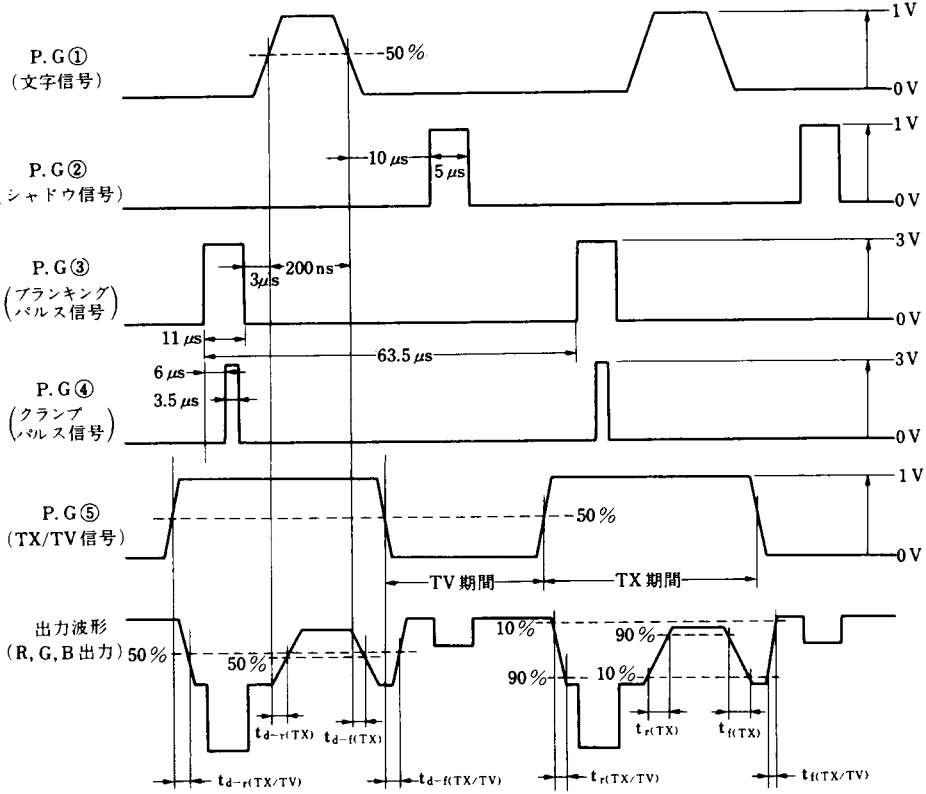 1V
P.G①
50%
(文字信号)
0V
1V
10μs
P.G②
5μs
(シャドウ信号)
0V
3V
P.G③
200ns
3μs
(ブランキング
パルス信号)
0V
11μs
63.5μs
6μs
3V
P.G④
3.5μs
(クランプ
パルス信号)
0V
1V
P.G⑤
50%
(TX/TV信号)
0V
TV期間
TX期間
出力波形
10%
90%
(R, G, B出力)
50%
50%
90%
10%
td-r(TX)
td-f(TX)
tr(TX)
tf(TX)
td-r(TX/TV)
td-f(TX/TV)
tr(TX/TV)
tf(TX/TV)